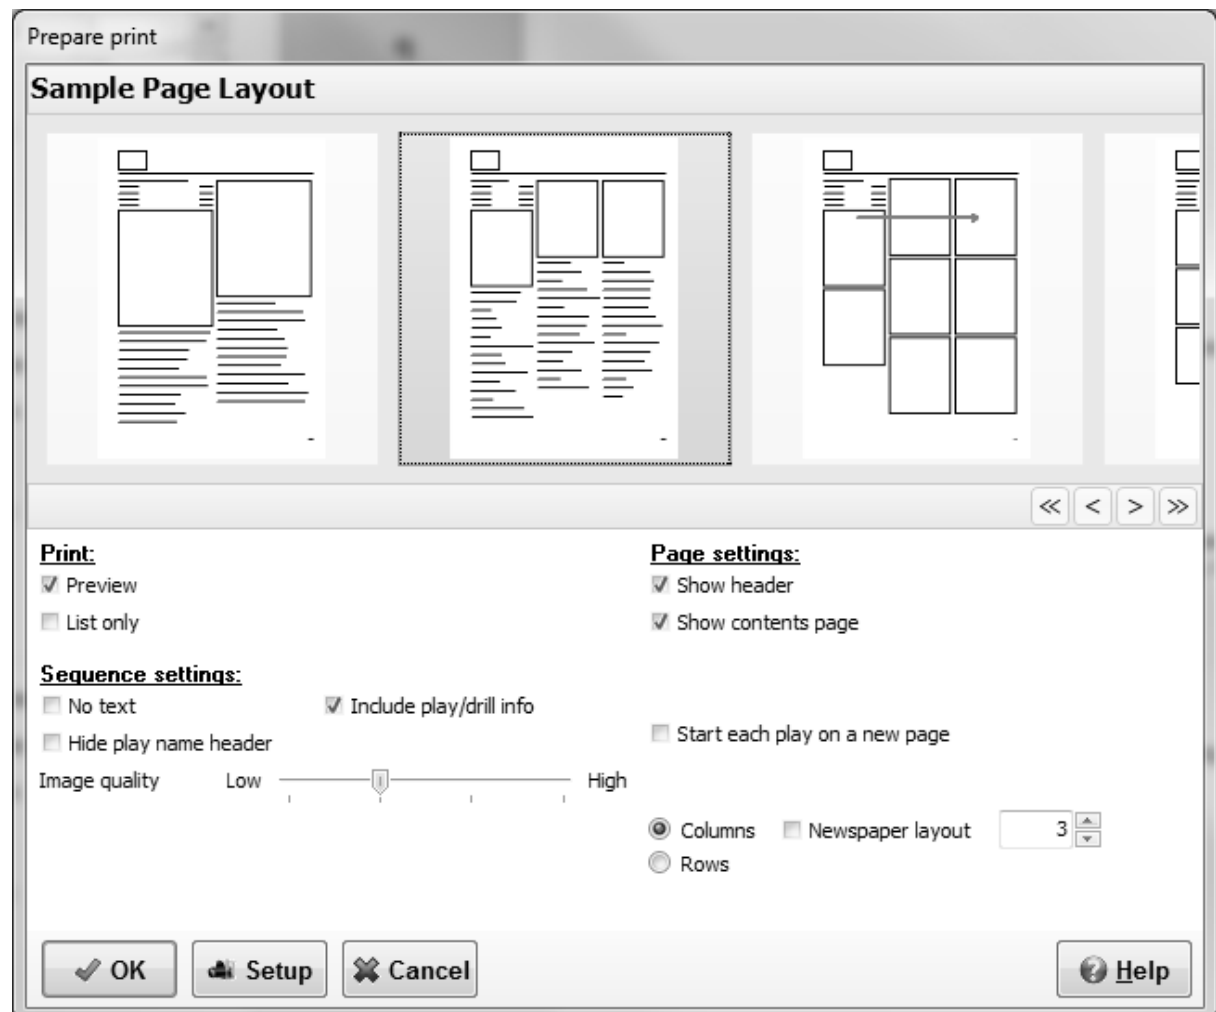 Prepare print
Sample Page Layout
≪ < > ≫
Print:
Preview
List only
Sequence settings:
No text
Include play/drill info
Hide play name header
Image quality Low High
Page settings:
Show header
Show contents page
Start each play on a new page
Columns Newspaper layout 3
Rows
OK Setup Cancel Help